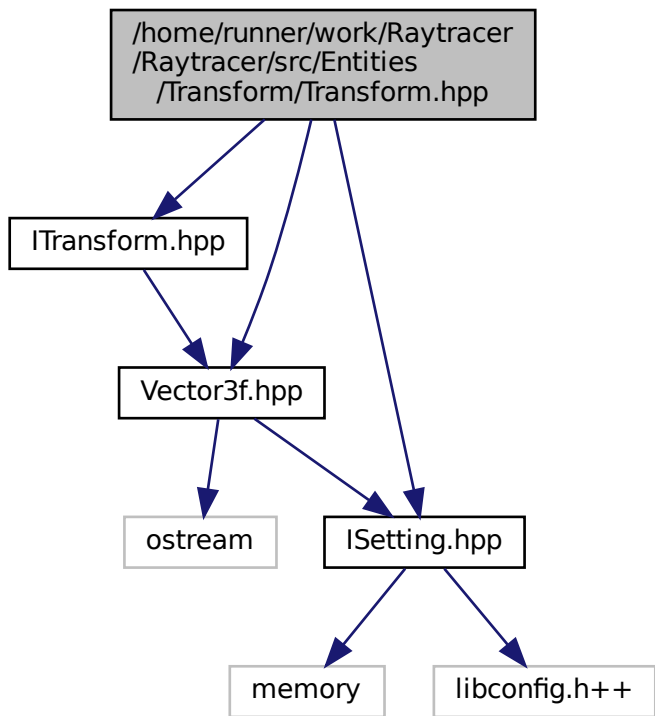 /home/runner/work/Raytracer
/Raytracer/src/Entities
/Transform/Transform.hpp
ITransform.hpp
Vector3f.hpp
ostream
ISetting.hpp
memory
libconfig.h++